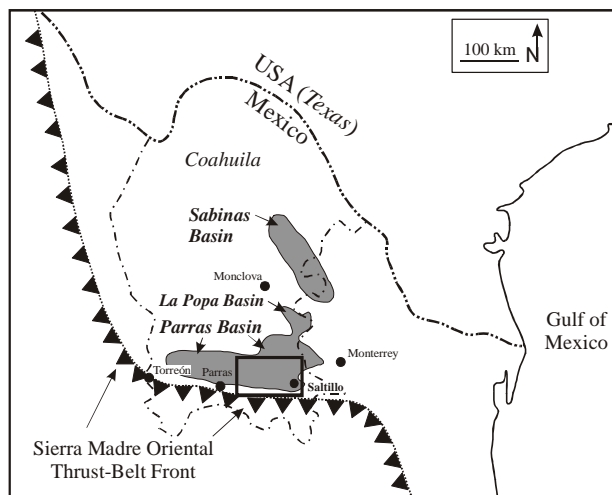 100 km
N
USA (Texas)
Mexico
Coahuila
Sabinas
Basin
Monclova
La Popa Basin
Parras Basin
Gulf of
Mexico
Monterrey
Torreón
Parras
Saltillo
Sierra Madre Oriental
Thrust-Belt Front